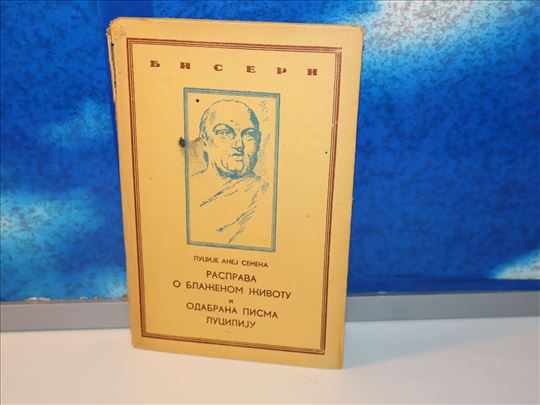 БИСЕРИ
ЛУЦИЈЕ АНЕЈ СЕНЕКА
РАСПРАВА
О БЛАЖЕНОМ ЖИВОТУ
и
ОДАБРАНА ПИСМА
ЛУЦИЛИЈУ